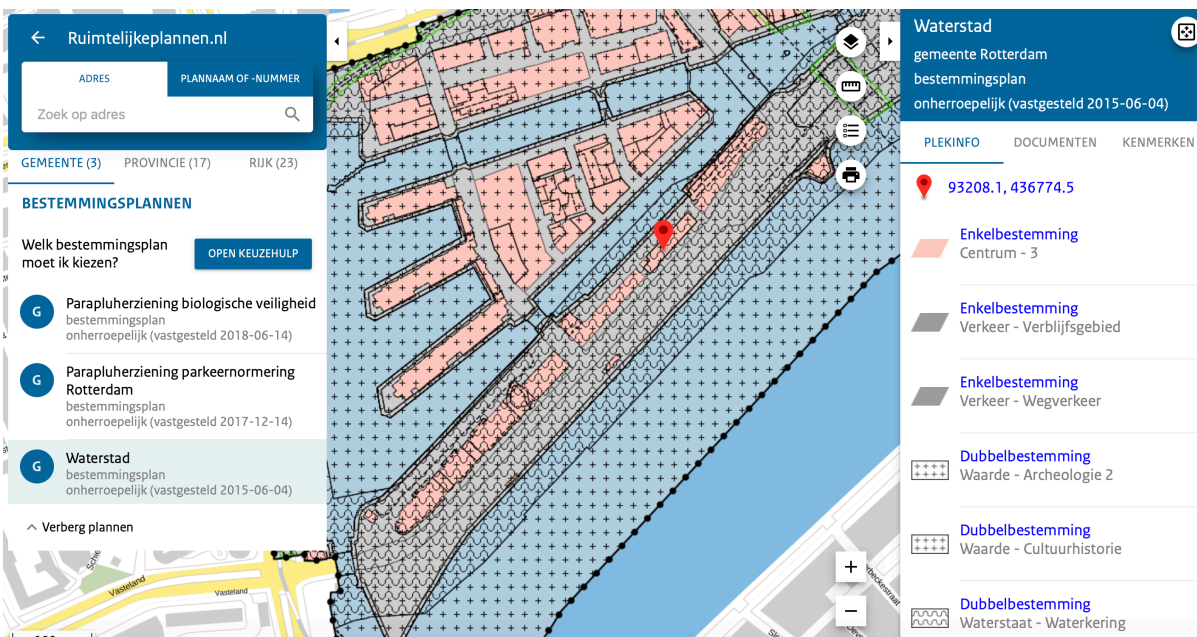 Ruimtelijkeplannen.nl
ADRES
PLANNAAM OF -NUMMER
Zoek op adres
GEMEENTE (3)
PROVINCIE (17)
RIJK (23)
BESTEMMINGSPLANNEN
Welk bestemmingsplan
moet ik kiezen?
OPEN KEUZEHULP
G
Parapluherziening biologische veiligheid
bestemmingsplan
onherroepelijk (vastgesteld 2018-06-14)
G
Parapluherziening parkeernormering
Rotterdam
bestemmingsplan
onherroepelijk (vastgesteld 2017-12-14)
G
Waterstad
bestemmingsplan
onherroepelijk (vastgesteld 2015-06-04)
Verberg plannen
Vasteland
Vasteland
+
−
Waterstad
gemeente Rotterdam
bestemmingsplan
onherroepelijk (vastgesteld 2015-06-04)
PLEKINFO
DOCUMENTEN
KENMERKEN
93208.1, 436774.5
Enkelbestemming
Centrum - 3
Enkelbestemming
Verkeer - Verblijfsgebied
Enkelbestemming
Verkeer - Wegverkeer
Dubbelbestemming
Waarde - Archeologie 2
Dubbelbestemming
Waarde - Cultuurhistorie
Dubbelbestemming
Waterstaat - Waterkering